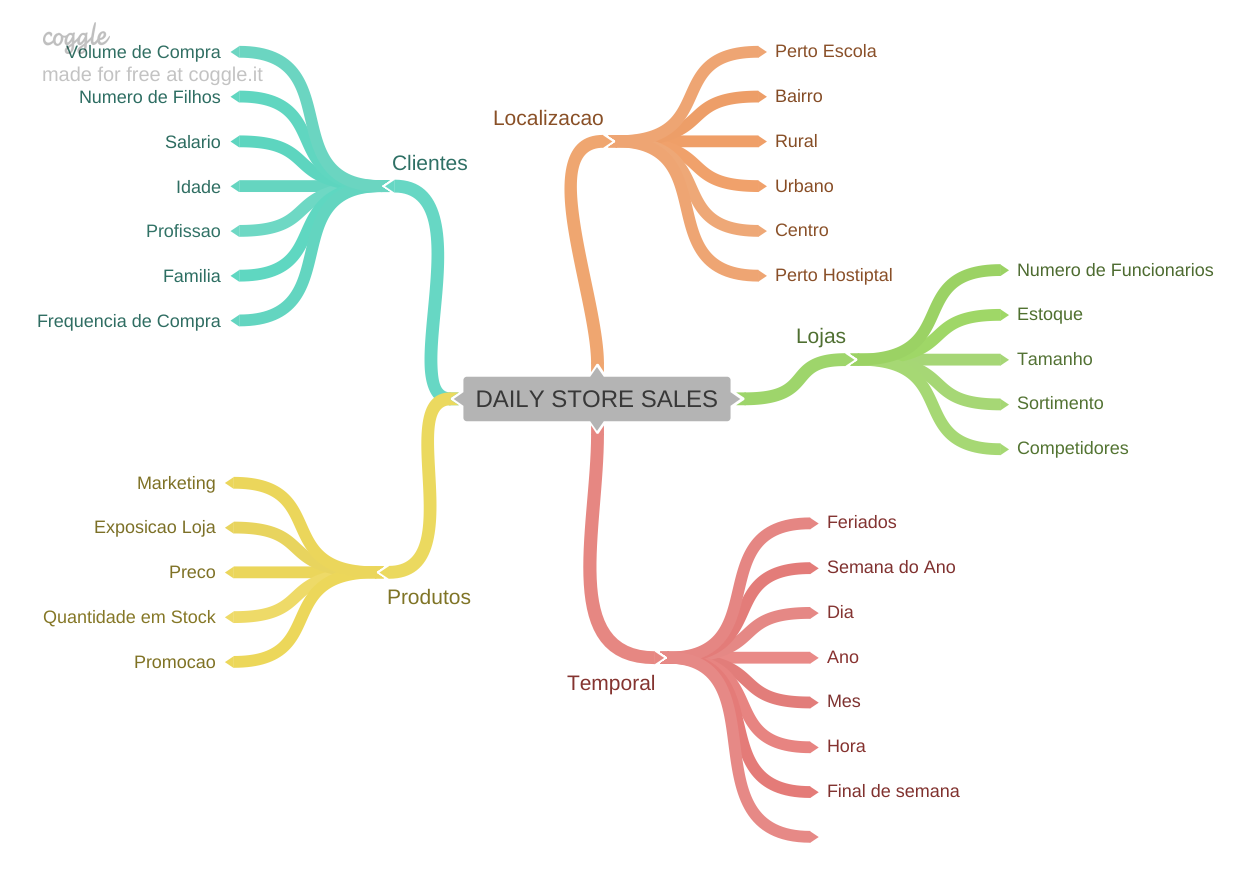 coggle
made for free at coggle.it
Clientes
Volume de Compra
Numero de Filhos
Salario
Idade
Profissao
Familia
Frequencia de Compra
Localizacao
Perto Escola
Bairro
Rural
Urbano
Centro
Perto Hostiptal
DAILY STORE SALES
Lojas
Numero de Funcionarios
Estoque
Tamanho
Sortimento
Competidores
Produtos
Marketing
Exposicao Loja
Preco
Quantidade em Stock
Promocao
Temporal
Feriados
Semana do Ano
Dia
Ano
Mes
Hora
Final de semana